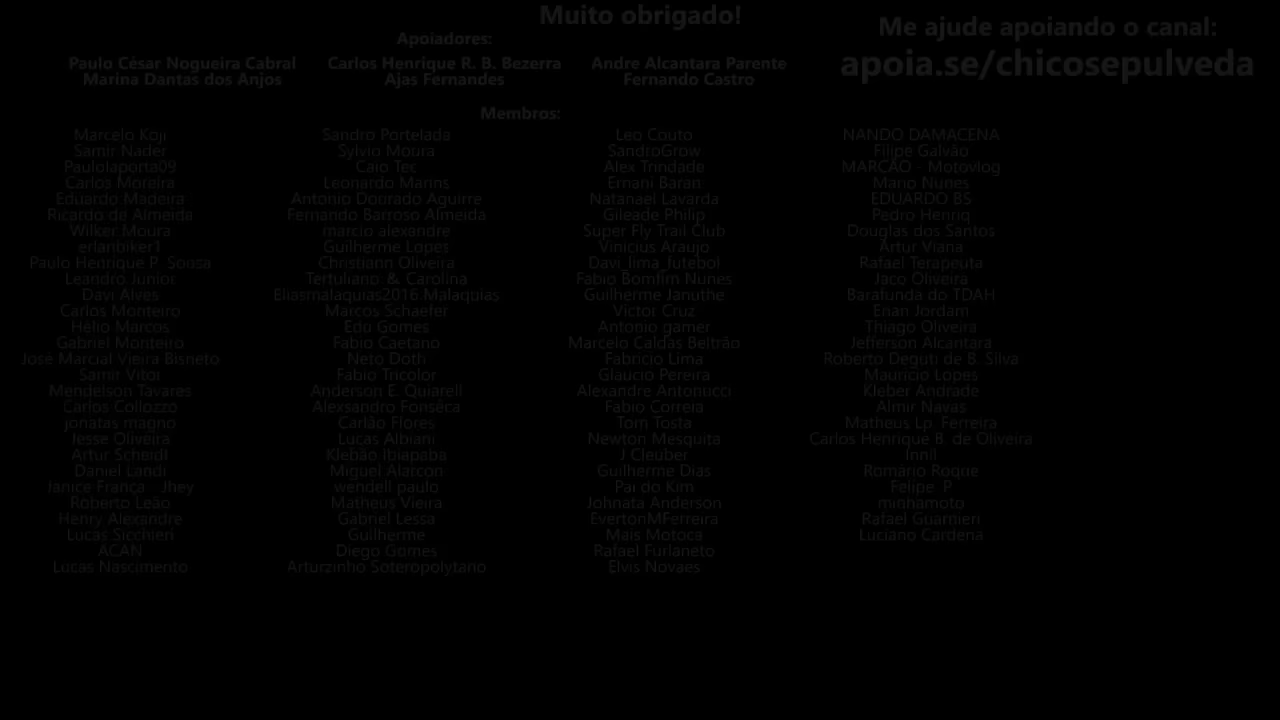 Muito obrigado!
Me ajude apoiando o canal:
apoia.se/chicosepulveda
Apoiadores:
Paulo César Nogueira Cabral
Marina Dantas dos Anjos
Carlos Henrique R. B. Bezerra
Ajas Fernandes
Andre Alcantara Parente
Fernando Castro
Membros:
Marcelo Koji
Samir Nader
Paulolaporta09
Carlos Moreira
Eduardo Madeira
Ricardo de Almeida
Wilker Moura
erlanbiker1
Paulo Henrique P. Sousa
Leandro Junior
Davi Alves
Carlos Monteiro
Hélio Marcos
Gabriel Monteiro
José Marcial Vieira Bisneto
Samir Vitor
Mendelson Tavares
Carlos Collozzo
jonatas magno
Jesse Oliveira
Artur Scheidt
Daniel Landi
Janice França - Jhey
Roberto Leão
Henry Alexandre
Lucas Sicchieri
ACAN
Lucas Nascimento
Sandro Portelada
Sylvio Moura
Caio Tec
Leonardo Marins
Antonio Dourado Aguirre
Fernando Barroso Almeida
marcio alexandre
Guilherme Lopes
Christiann Oliveira
Tertuliano & Carolina
Eliasmalaquias2016 Malaquias
Marcos Schaefer
Edu Gomes
Fabio Caetano
Neto Doth
Fabio Tricolor
Anderson E. Quiarell
Alexsandro Fonsêca
Carlão Flores
Lucas Albiani
Klebão Ibiapaba
Miguel Alarcon
wendell paulo
Matheus Vieira
Gabriel Lessa
Guilherme
Diego Gomes
Arturzinho Soteropolytano
Leo Couto
SandroGrow
Alex Trindade
Ernani Baran
Natanael Lavarda
Gileade Philip
Super Fly Trail Club
Vinicius Araujo
Davi_lima_futebol
Fabio Bomfim Nunes
Guilherme Januthe
Victor Cruz
Antonio gamer
Marcelo Caldas Beltrão
Fabricio Lima
Glaucio Pereira
Alexandre Antonucci
Fabio Correia
Tom Tosta
Newton Mesquita
J Cleuber
Guilherme Dias
Pai do Kim
Johnata Anderson
EvertonMFerreira
Mais Motoca
Rafael Furlaneto
Elvis Novaes
NANDO DAMACENA
Filipe Galvão
MARCÃO - Motovlog
Mario Nunes
EDUARDO BS
Pedro Henriq
Douglas dos Santos
Artur Viana
Rafael Terapeuta
Jaco Oliveira
Barafunda do TDAH
Enan Jordam
Thiago Oliveira
Jefferson Alcantara
Roberto Deguti de B. Silva
Mauricio Lopes
Kleber Andrade
Almir Navas
Matheus Lp. Ferreira
Carlos Henrique B. de Oliveira
Innll
Romário Roque
Felipe. P
minhamoto
Rafael Guarnieri
Luciano Cardena